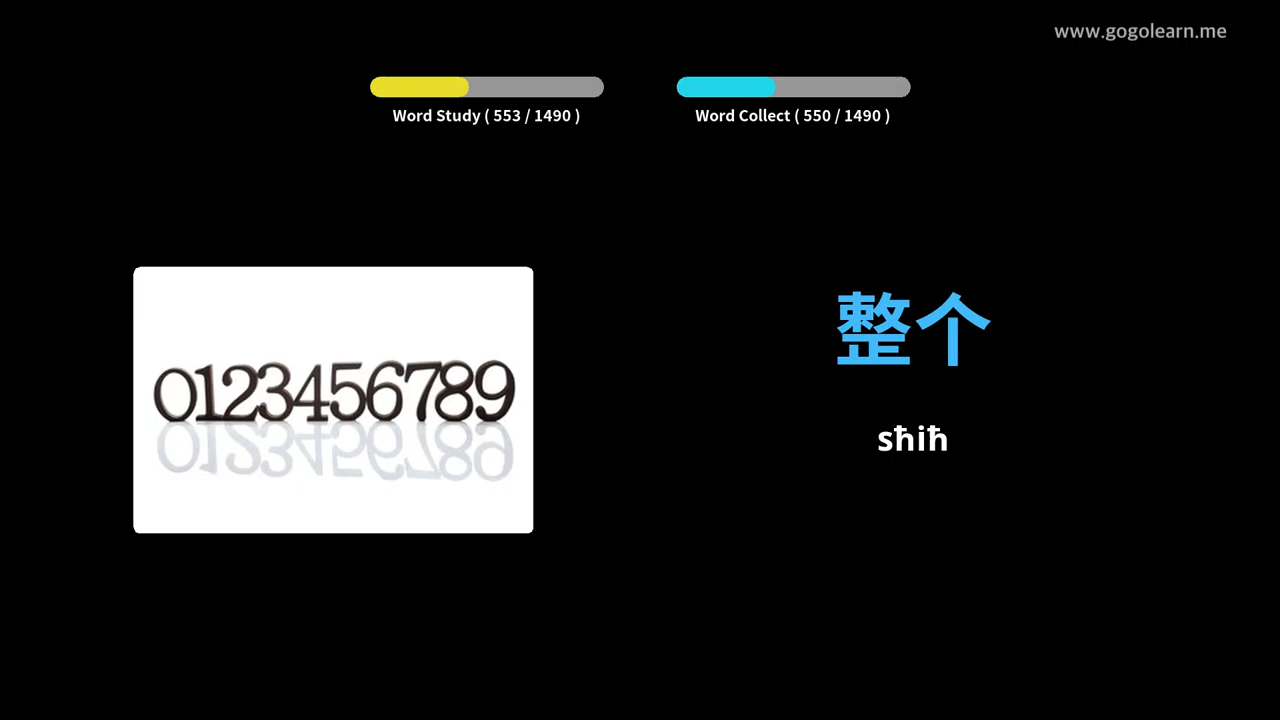 www.gogolearn.me
Word Study ( 553 / 1490 )
Word Collect ( 550 / 1490 )
0123456789
整个
sħiħ